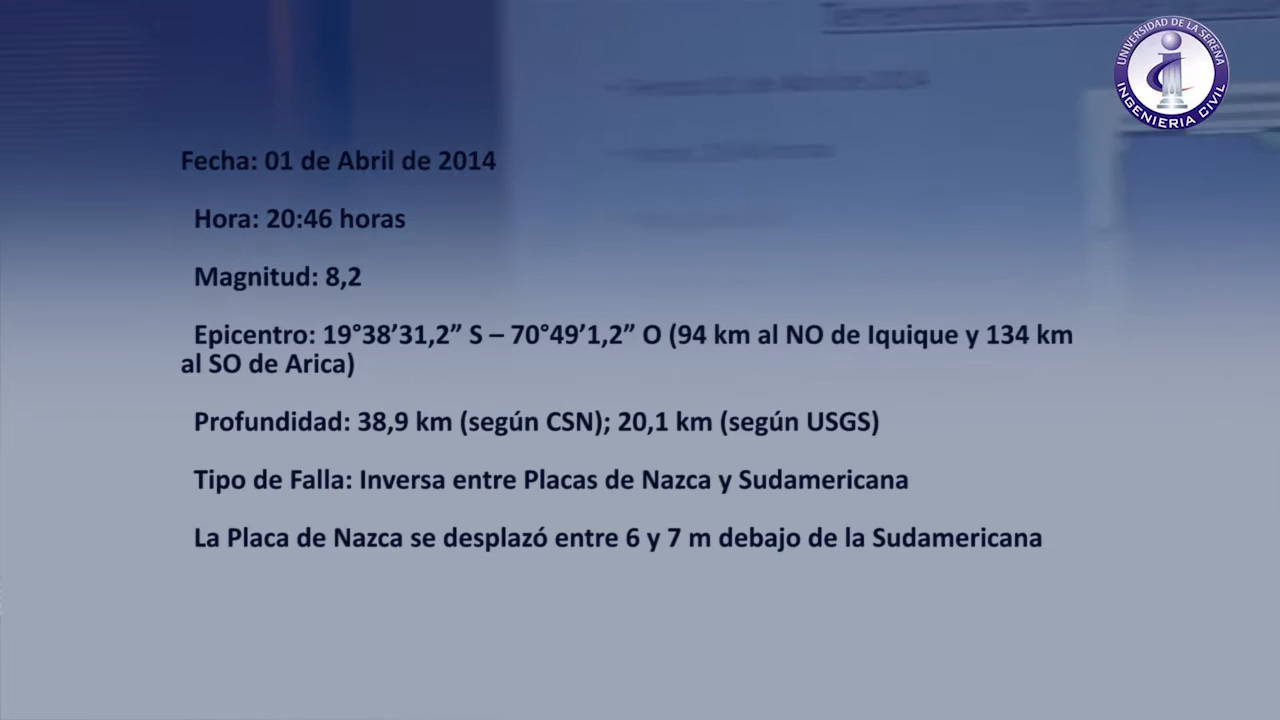 UNIVERSIDAD DE LA SERENA
INGENIERIA CIVIL
Fecha: 01 de Abril de 2014
Hora: 20:46 horas
Magnitud: 8,2
Epicentro: 19°38’31,2” S – 70°49’1,2” O (94 km al NO de Iquique y 134 km
al SO de Arica)
Profundidad: 38,9 km (según CSN); 20,1 km (según USGS)
Tipo de Falla: Inversa entre Placas de Nazca y Sudamericana
La Placa de Nazca se desplazó entre 6 y 7 m debajo de la Sudamericana